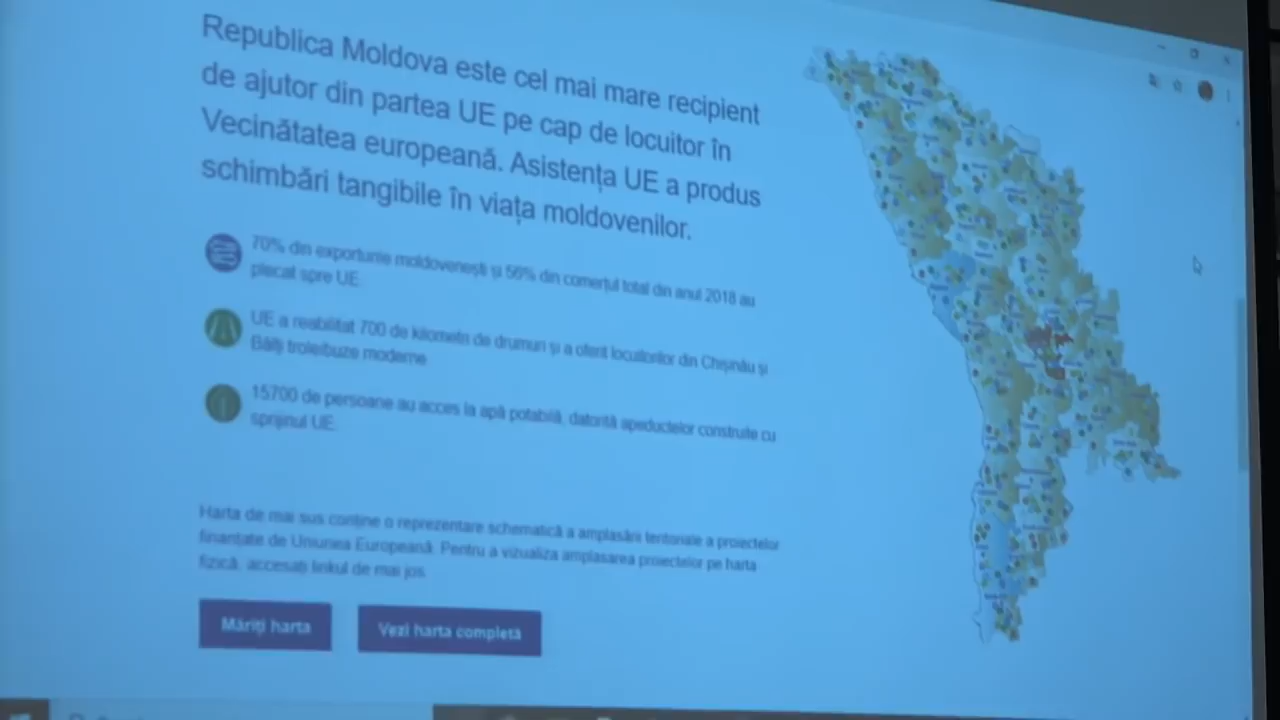 Republica Moldova este cel mai mare recipient
de ajutor din partea UE pe cap de locuitor în
Vecinătatea europeană. Asistența UE a produs
schimbări tangibile în viața moldovenilor.
70% din exporturile moldovenești și 56% din comerțul total din anul 2018 au
plecat spre UE.
UE a reabilitat 700 de kilometri de drumuri și a oferit locuitorilor din Chișinău și
Bălți troleibuze moderne
15700 de persoane au acces la apă potabilă, datorită apeductelor construite cu
sprijinul UE.
Harta de mai sus conține o reprezentare schematică a amplasării teritoriale a proiectelor
finanțate de Uniunea Europeană. Pentru a vizualiza amplasarea proiectelor pe harta
fizică, accesați linkul de mai jos.
Măriți harta
Vezi harta completă